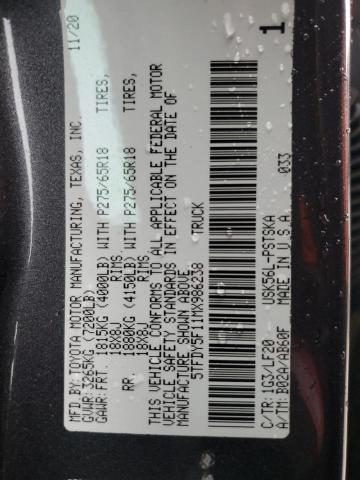 MFD BY: TOYOTA MOTOR MANUFACTURING, TEXAS, INC. 11/20
GVWR: 3265KG (7200LB)
GAWR: FRT. 1815KG (4000LB) WITH P275/65R18 TIRES,
18X8J RIMS
RR. 1880KG (4150LB) WITH P275/65R18 TIRES,
18X8J RIMS
THIS VEHICLE CONFORMS TO ALL APPLICABLE FEDERAL MOTOR
VEHICLE SAFETY STANDARDS IN EFFECT ON THE DATE OF
MANUFACTURE SHOWN ABOVE.
5TFDY5F11MX986238 TRUCK
1
C/TR: 1G3/LF20 USK56L-PSTSKA 033
A/TM: B02A/AB60F MADE IN U.S.A